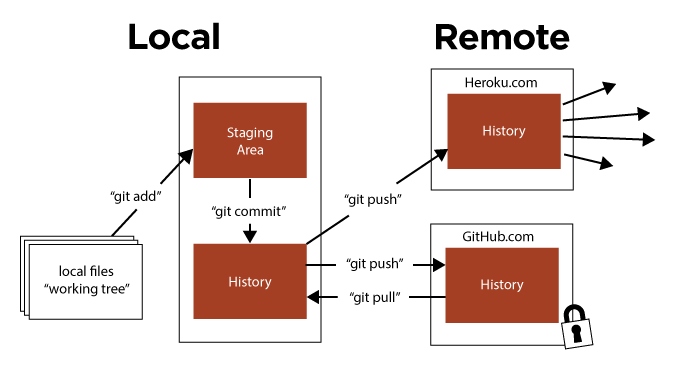 Local
Remote
Heroku.com
Staging
Area
History
“git add”
“git commit”
“git push”
GitHub.com
local files
“working tree”
History
“git push”
“git pull”
History